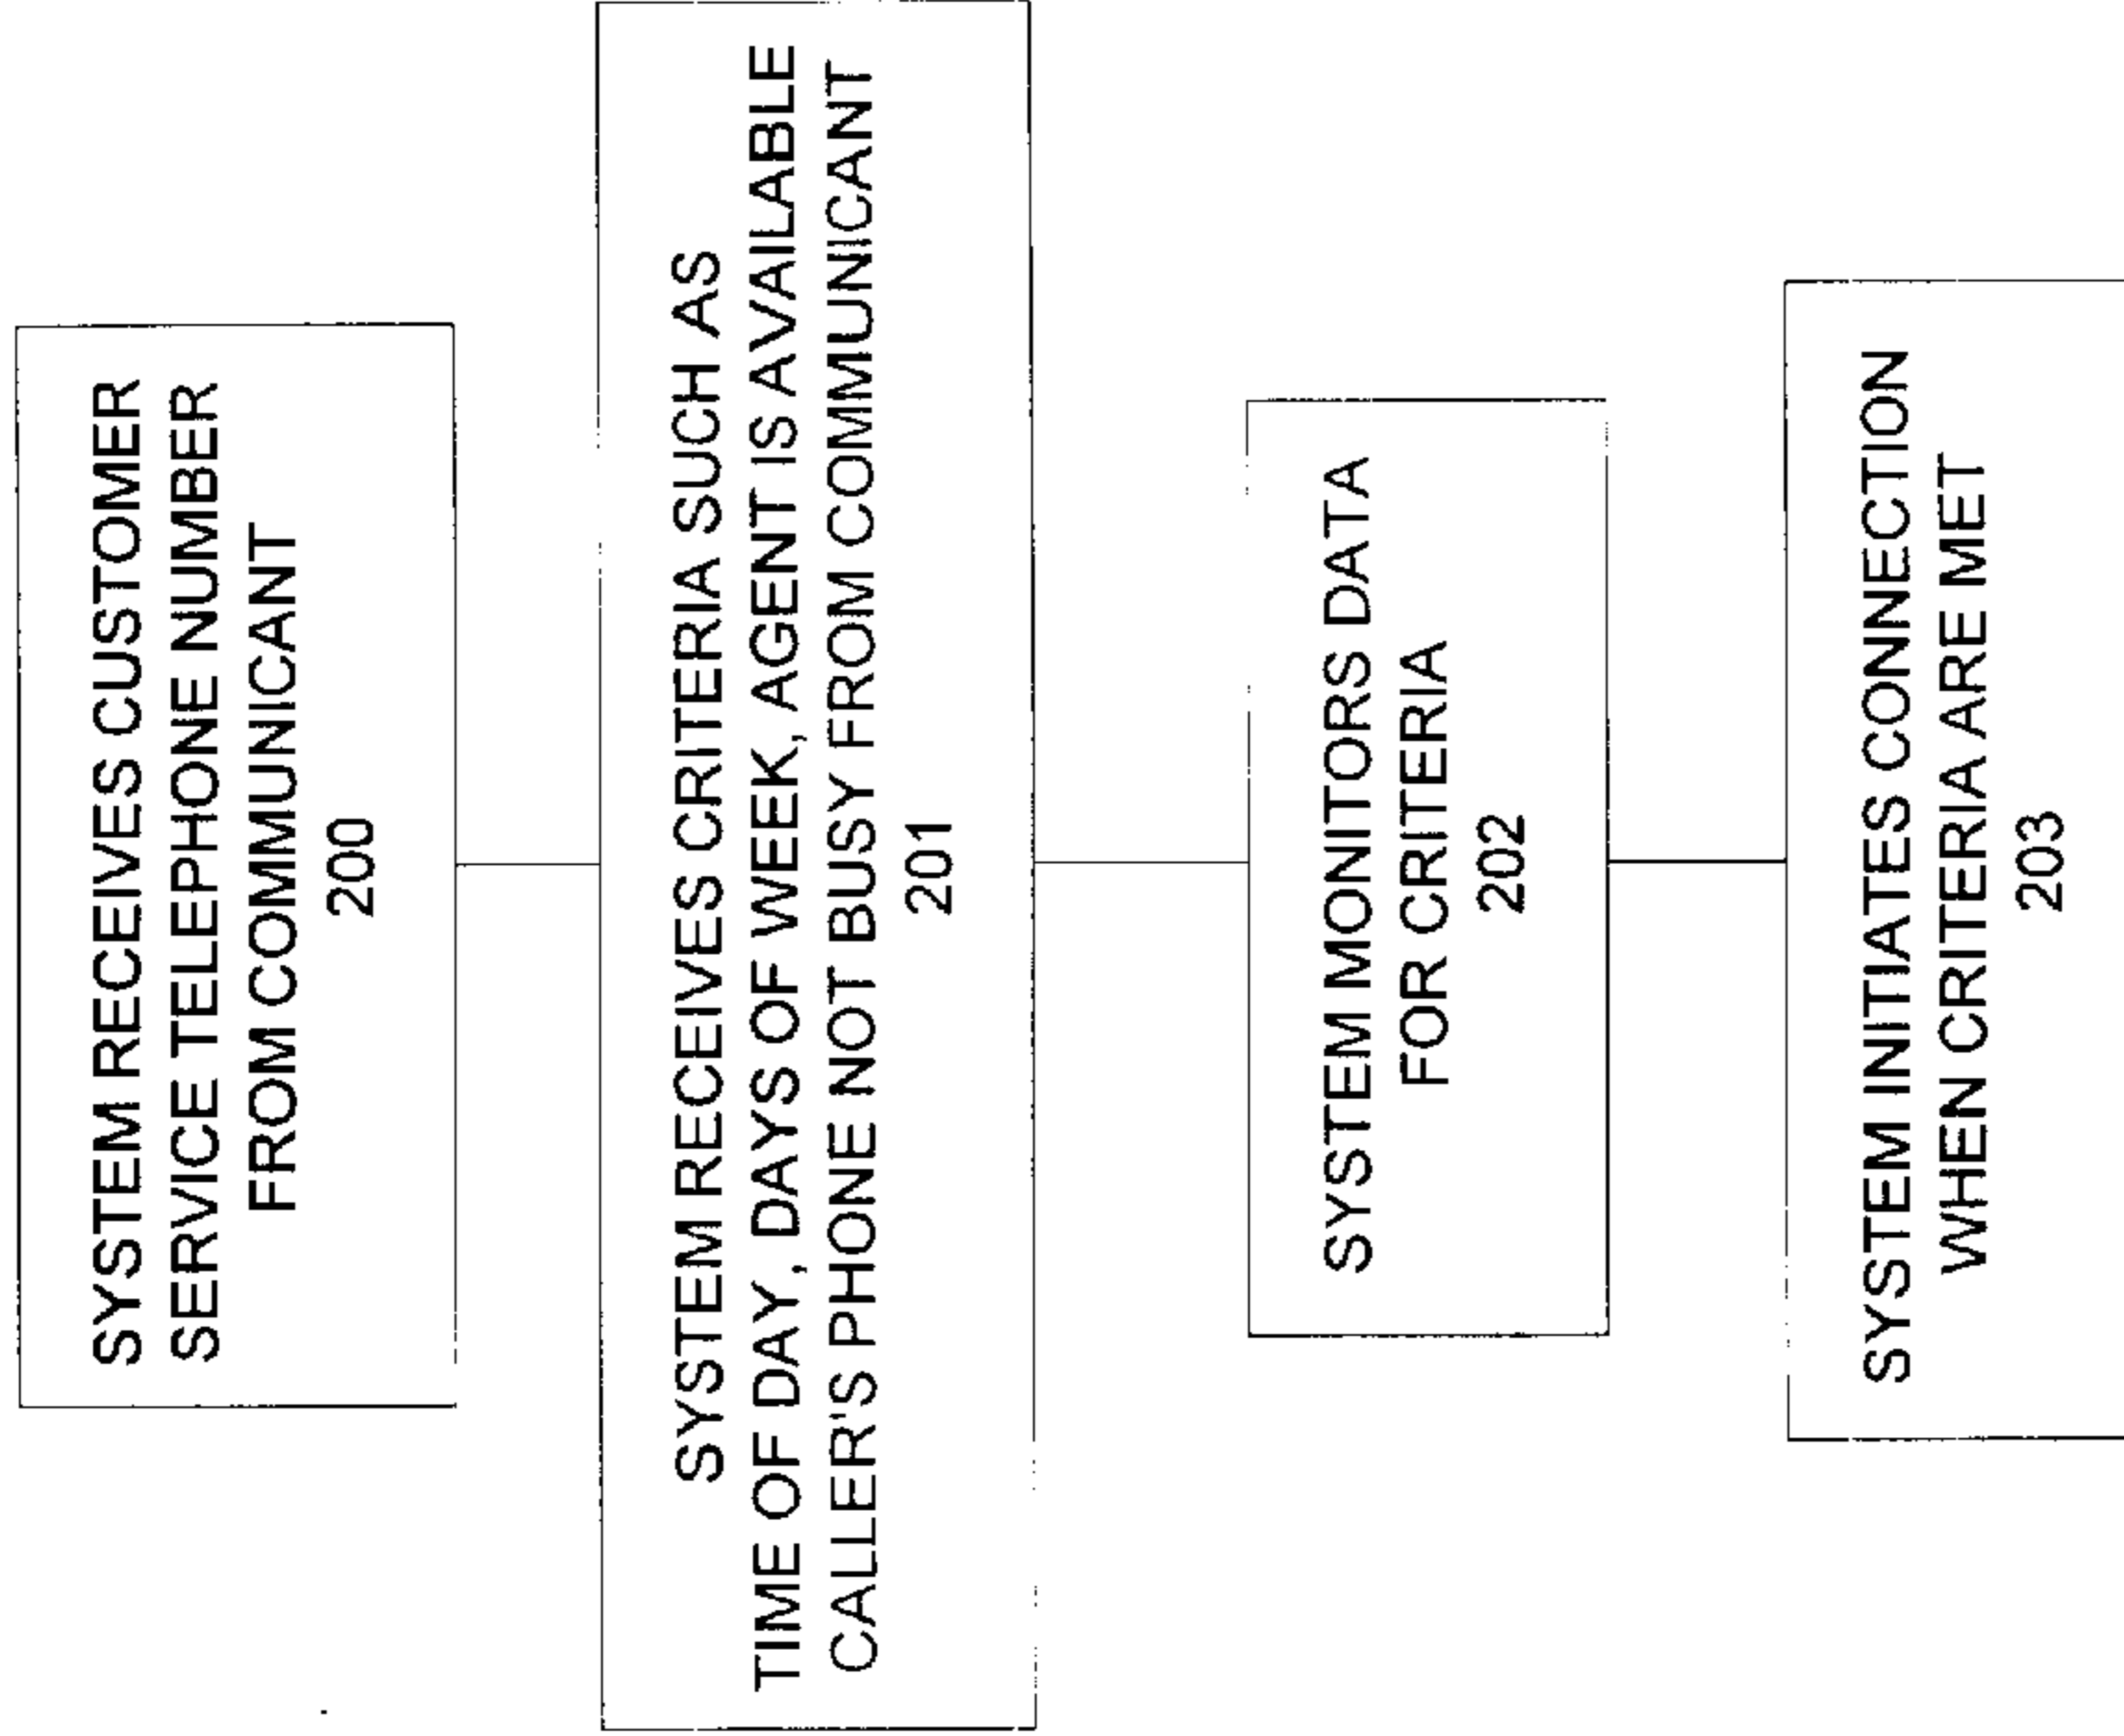 SYSTEM RECEIVES CUSTOMER
SERVICE TELEPHONE NUMBER
FROM COMMUNICANT
200
SYSTEM RECEIVES CRITERIA SUCH AS
TIME OF DAY, DAYS OF WEEK, AGENT IS AVAILABLE
CALLER'S PHONE NOT BUSY FROM COMMUNICANT
201
SYSTEM MONITORS DATA
FOR CRITERIA
202
SYSTEM INITIATES CONNECTION
WHEN CRITERIA ARE MET
203